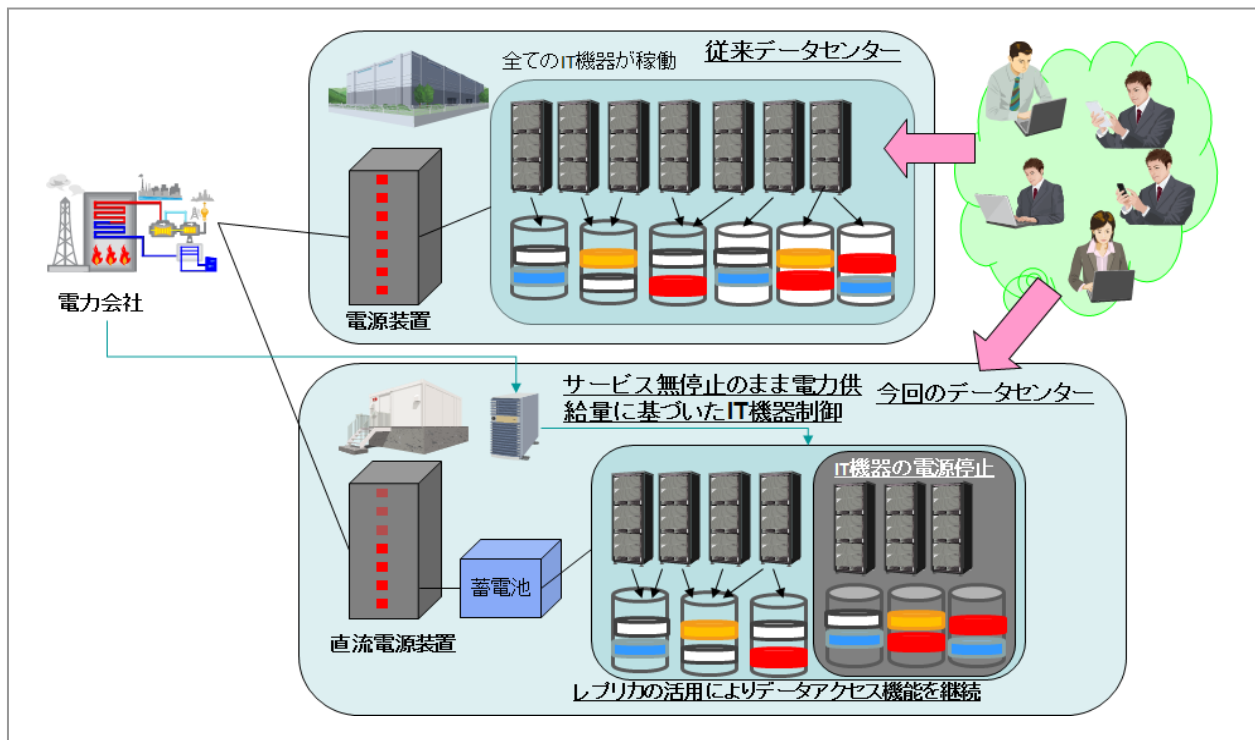 従来データセンター
全てのIT機器が稼働
電力会社
電源装置
サービス無停止のまま電力供
給量に基づいたIT機器制御
今回のデータセンター
IT機器の電源停止
蓄電池
直流電源装置
レプリカの活用によりデータアクセス機能を継続